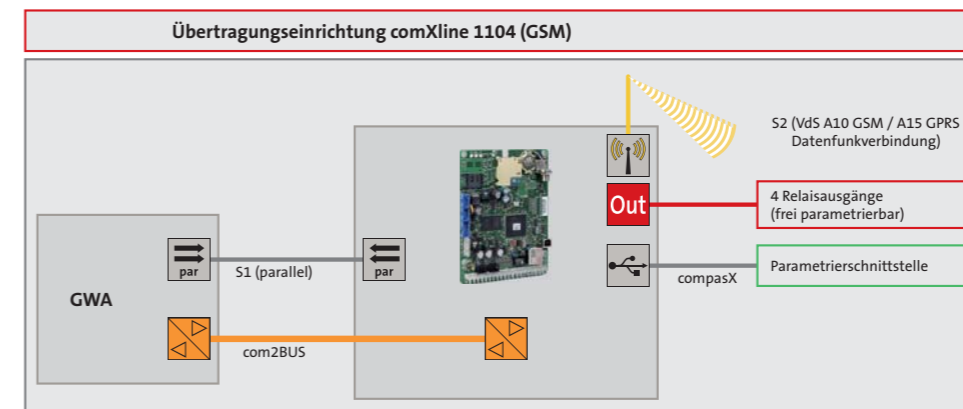 Übertragungseinrichtung comXline 1104 (GSM)
S2 (VdS A10 GSM / A15 GPRS
Datenfunkverbindung)
Out
4 Relaisausgänge
(frei parametrierbar)
par
S1 (parallel)
par
compasX
Parametrierschnittstelle
GWA
com2BUS